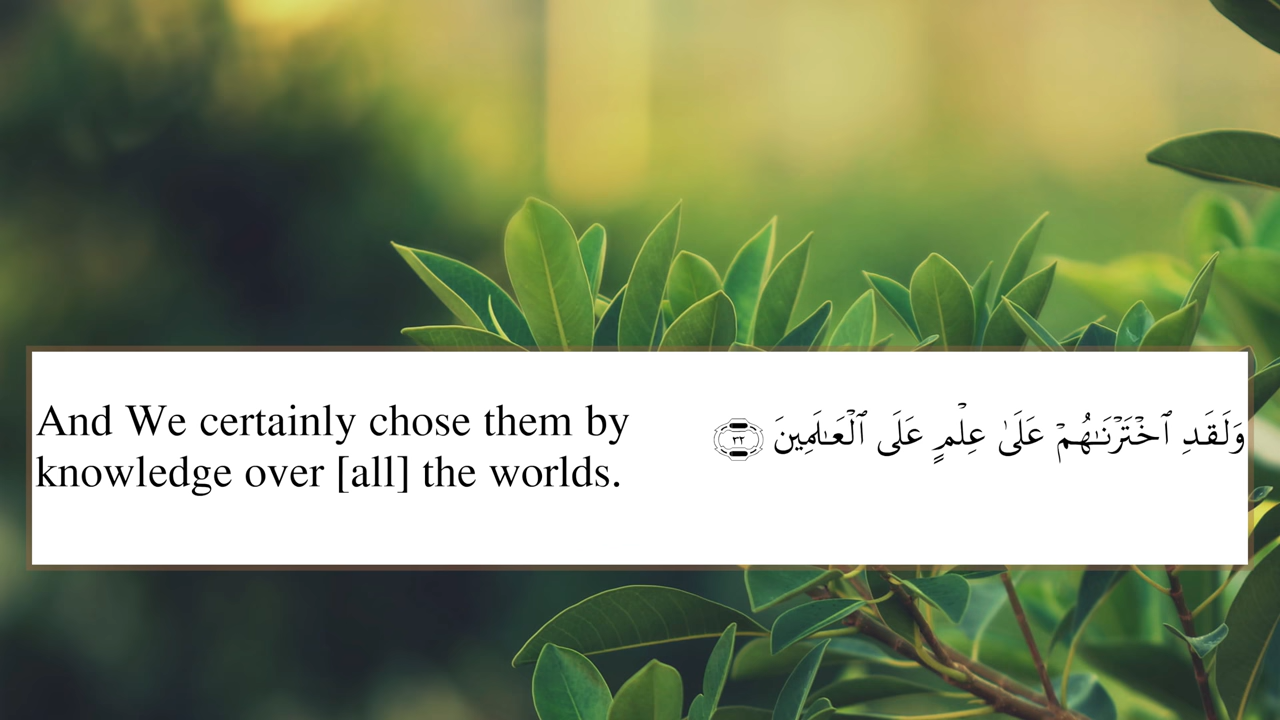 And We certainly chose them by
knowledge over [all] the worlds.
وَلَقَدِ ٱخْتَرْنَـٰهُمْ عَلَىٰ عِلْمٍ عَلَى ٱلْعَـٰلَمِينَ ٣٢